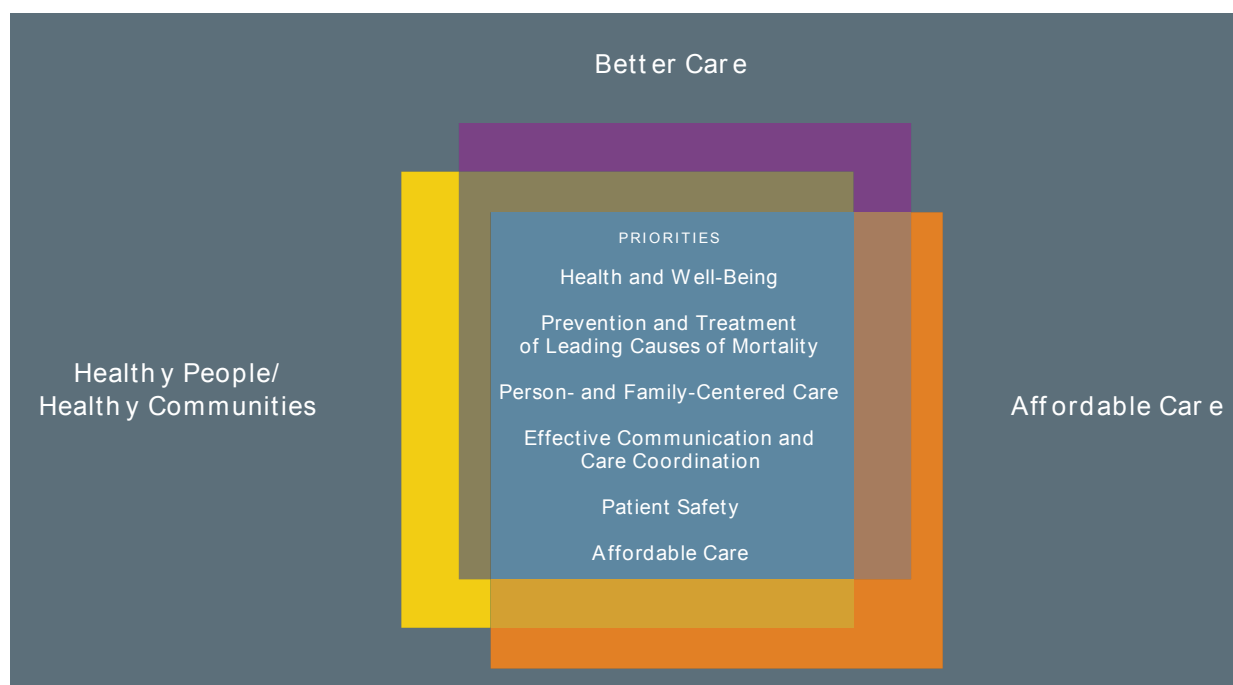 Better Care
PRIORITIES
Health and Well-Being
Prevention and Treatment
of Leading Causes of Mortality
Person- and Family-Centered Care
Effective Communication and
Care Coordination
Patient Safety
Affordable Care
Healthy People/
Healthy Communities
Affordable Care